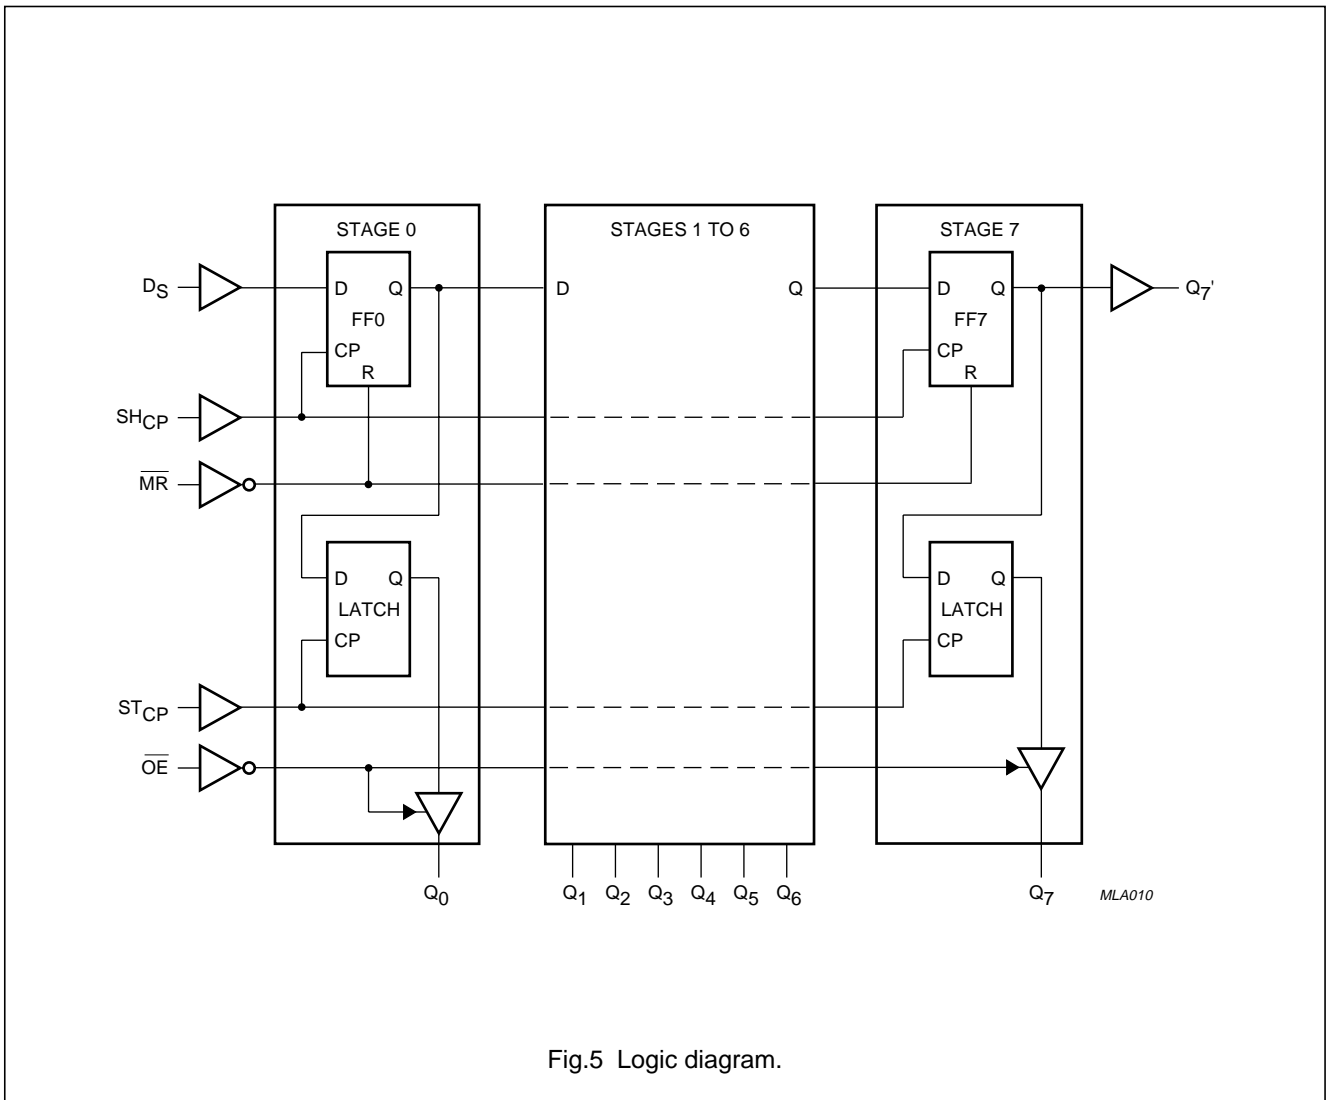 STAGE 0
STAGES 1 TO 6
STAGE 7
DS
D Q
D
Q
D Q
Q7'
FF0
FF7
CP
CP
R
R
SHCP
MR
D Q
D Q
LATCH
LATCH
CP
CP
STCP
OE
Q0
Q1 Q2 Q3 Q4 Q5 Q6
Q7
MLA010
Fig.5 Logic diagram.